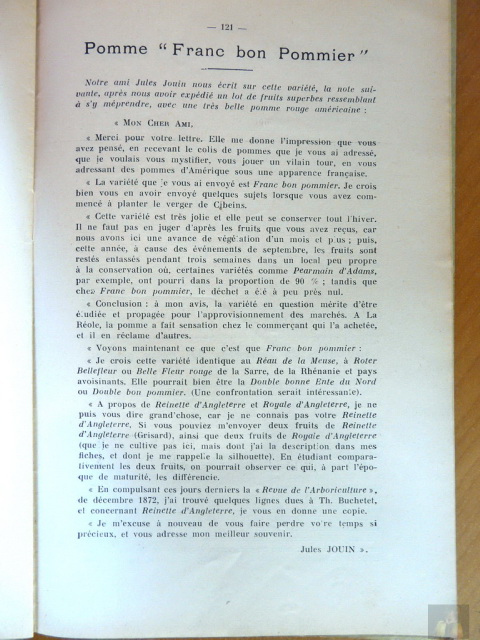 — 121 —
Pomme "Franc bon Pommier"
Notre ami Jules Jouin nous écrit sur cette variété, la note sui-
vante, après nous avoir expédié un lot de fruits superbes ressemblant
à s'y méprendre, avec une très belle pomme rouge américaine :
« MON CHER AMI,
« Merci pour votre lettre. Elle me donne l'impression que vous
avez pensé, en recevant le colis de pommes que je vous ai adressé,
que je voulais vous mystifier, vous jouer un vilain tour, en vous
adressant des pommes d'Amérique sous une apparence française.
« La variété que je vous ai envoyé est Franc bon pommier. Je crois
bien vous en avoir envoyé quelques sujets lorsque vous avez com-
mencé à planter le verger de Cibeins.
« Cette variété est très jolie et elle peut se conserver tout l'hiver.
Il ne faut pas en juger d'après les fruits que vous avez reçus, car
nous avons ici une avance de végétation d'un mois et plus ; puis,
cette année, à cause des événements de septembre, les fruits sont
restés entassés pendant trois semaines dans un local peu propre
à la conservation où, certaines variétés comme Pearmain d'Adams,
par exemple, ont pourri dans la proportion de 90 % ; tandis que
chez Franc bon pommier, le déchet a été à peu près nul.
« Conclusion : à mon avis, la variété en question mérite d'être
étudiée et propagée pour l'approvisionnement des marchés. A La
Réole, la pomme a fait sensation chez le commerçant qui l'a achetée,
et il en réclame d'autres.
« Voyons maintenant ce que c'est que Franc bon pommier :
« Je crois cette variété identique au Réau de la Meuse, à Roter
Bellefleur ou Belle Fleur rouge de la Sarre, de la Rhénanie et pays
avoisinants. Elle pourrait bien être la Double bonne Ente du Nord
ou Double bon pommier. (Une confrontation serait intéressante).
« A propos de Reinette d'Angleterre et Royale d'Angleterre, je ne
puis vous dire grand'chose, car je ne connais pas votre Reinette
d'Angleterre. Si vous pouviez m'envoyer deux fruits de Reinette
d'Angleterre (Grisard), ainsi que deux fruits de Royale d'Angleterre
(que je ne cultive pas ici, mais dont j'ai la description dans mes
fiches, et dont je me rappelle la silhouette). En étudiant compara-
tivement les deux fruits, on pourrait observer ce qui, à part l'épo-
que de maturité, les différencie.
« En compulsant ces jours derniers la « Revue de l'Arboriculture »,
de décembre 1872, j'ai trouvé quelques lignes dues à Th. Buchetet,
et concernant Reinette d'Angleterre, je vous en donne une copie.
« Je m'excuse à nouveau de vous faire perdre votre temps si
précieux, et vous adresse mon meilleur souvenir.
Jules JOUIN ».